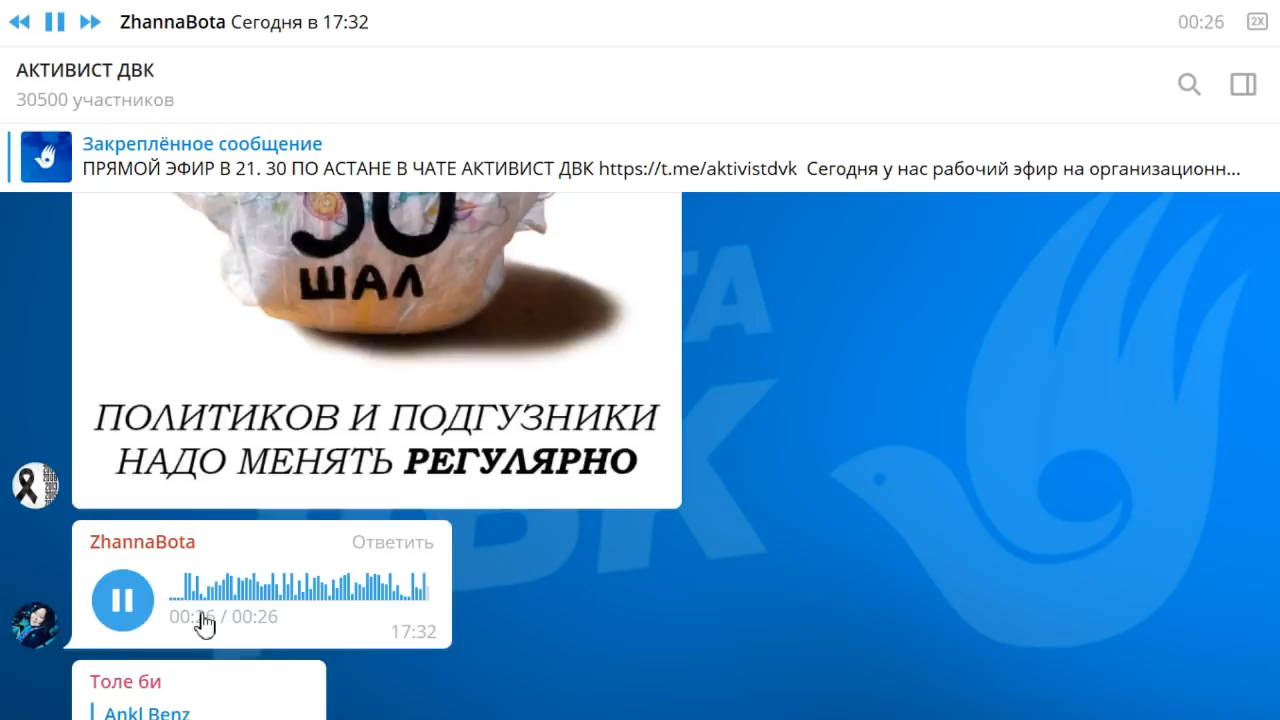 ZhannaBota Сегодня в 17:32
00:26
2X
АКТИВИСТ ДВК
30500 участников
Закреплённое сообщение
ПРЯМОЙ ЭФИР В 21. 30 ПО АСТАНЕ В ЧАТЕ АКТИВИСТ ДВК https://t.me/aktivistdvk Сегодня у нас рабочий эфир на организационн...
ШАЛ
ПОЛИТИКОВ И ПОДГУЗНИКИ
НАДО МЕНЯТЬ РЕГУЛЯРНО
ZhannaBota
Ответить
00:26 / 00:26
17:32
Толе би
Ankl Benz